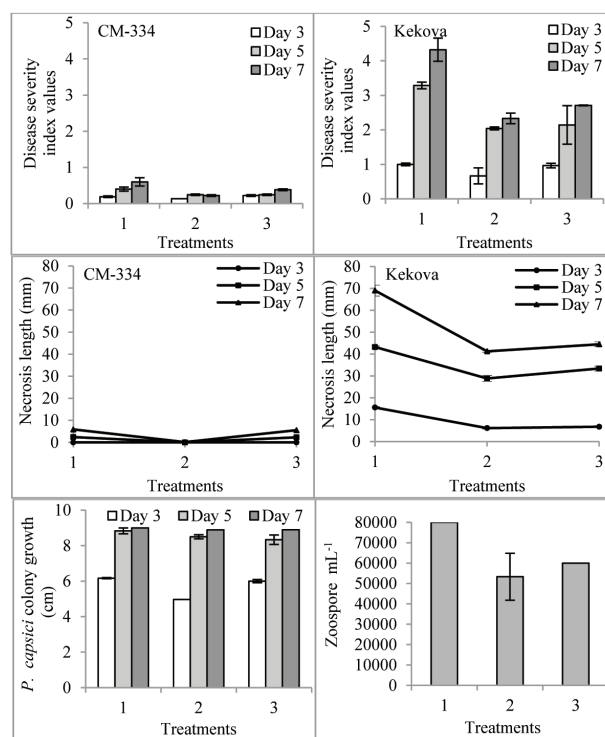 CM-334
Day 3
Day 5
Day 7
Disease severity
index values
5
4
3
2
1
0
1 2 3
Treatments
Kekova
Day 3
Day 5
Day 7
Disease severity
index values
5
4
3
2
1
0
1 2 3
Treatments
CM-334
Day 3
Day 5
Day 7
Necrosis length (mm)
80
70
60
50
40
30
20
10
0
1 2 3
Treatments
Kekova
Day 3
Day 5
Day 7
Necrosis length (mm)
80
70
60
50
40
30
20
10
0
1 2 3
Treatments
Day 3 Day 5 Day 7
P. capsici colony growth
(cm)
10
8
6
4
2
0
1 2 3
Treatments
Zoospore mL-1
80000
70000
60000
50000
40000
30000
20000
10000
0
1 2 3
Treatments